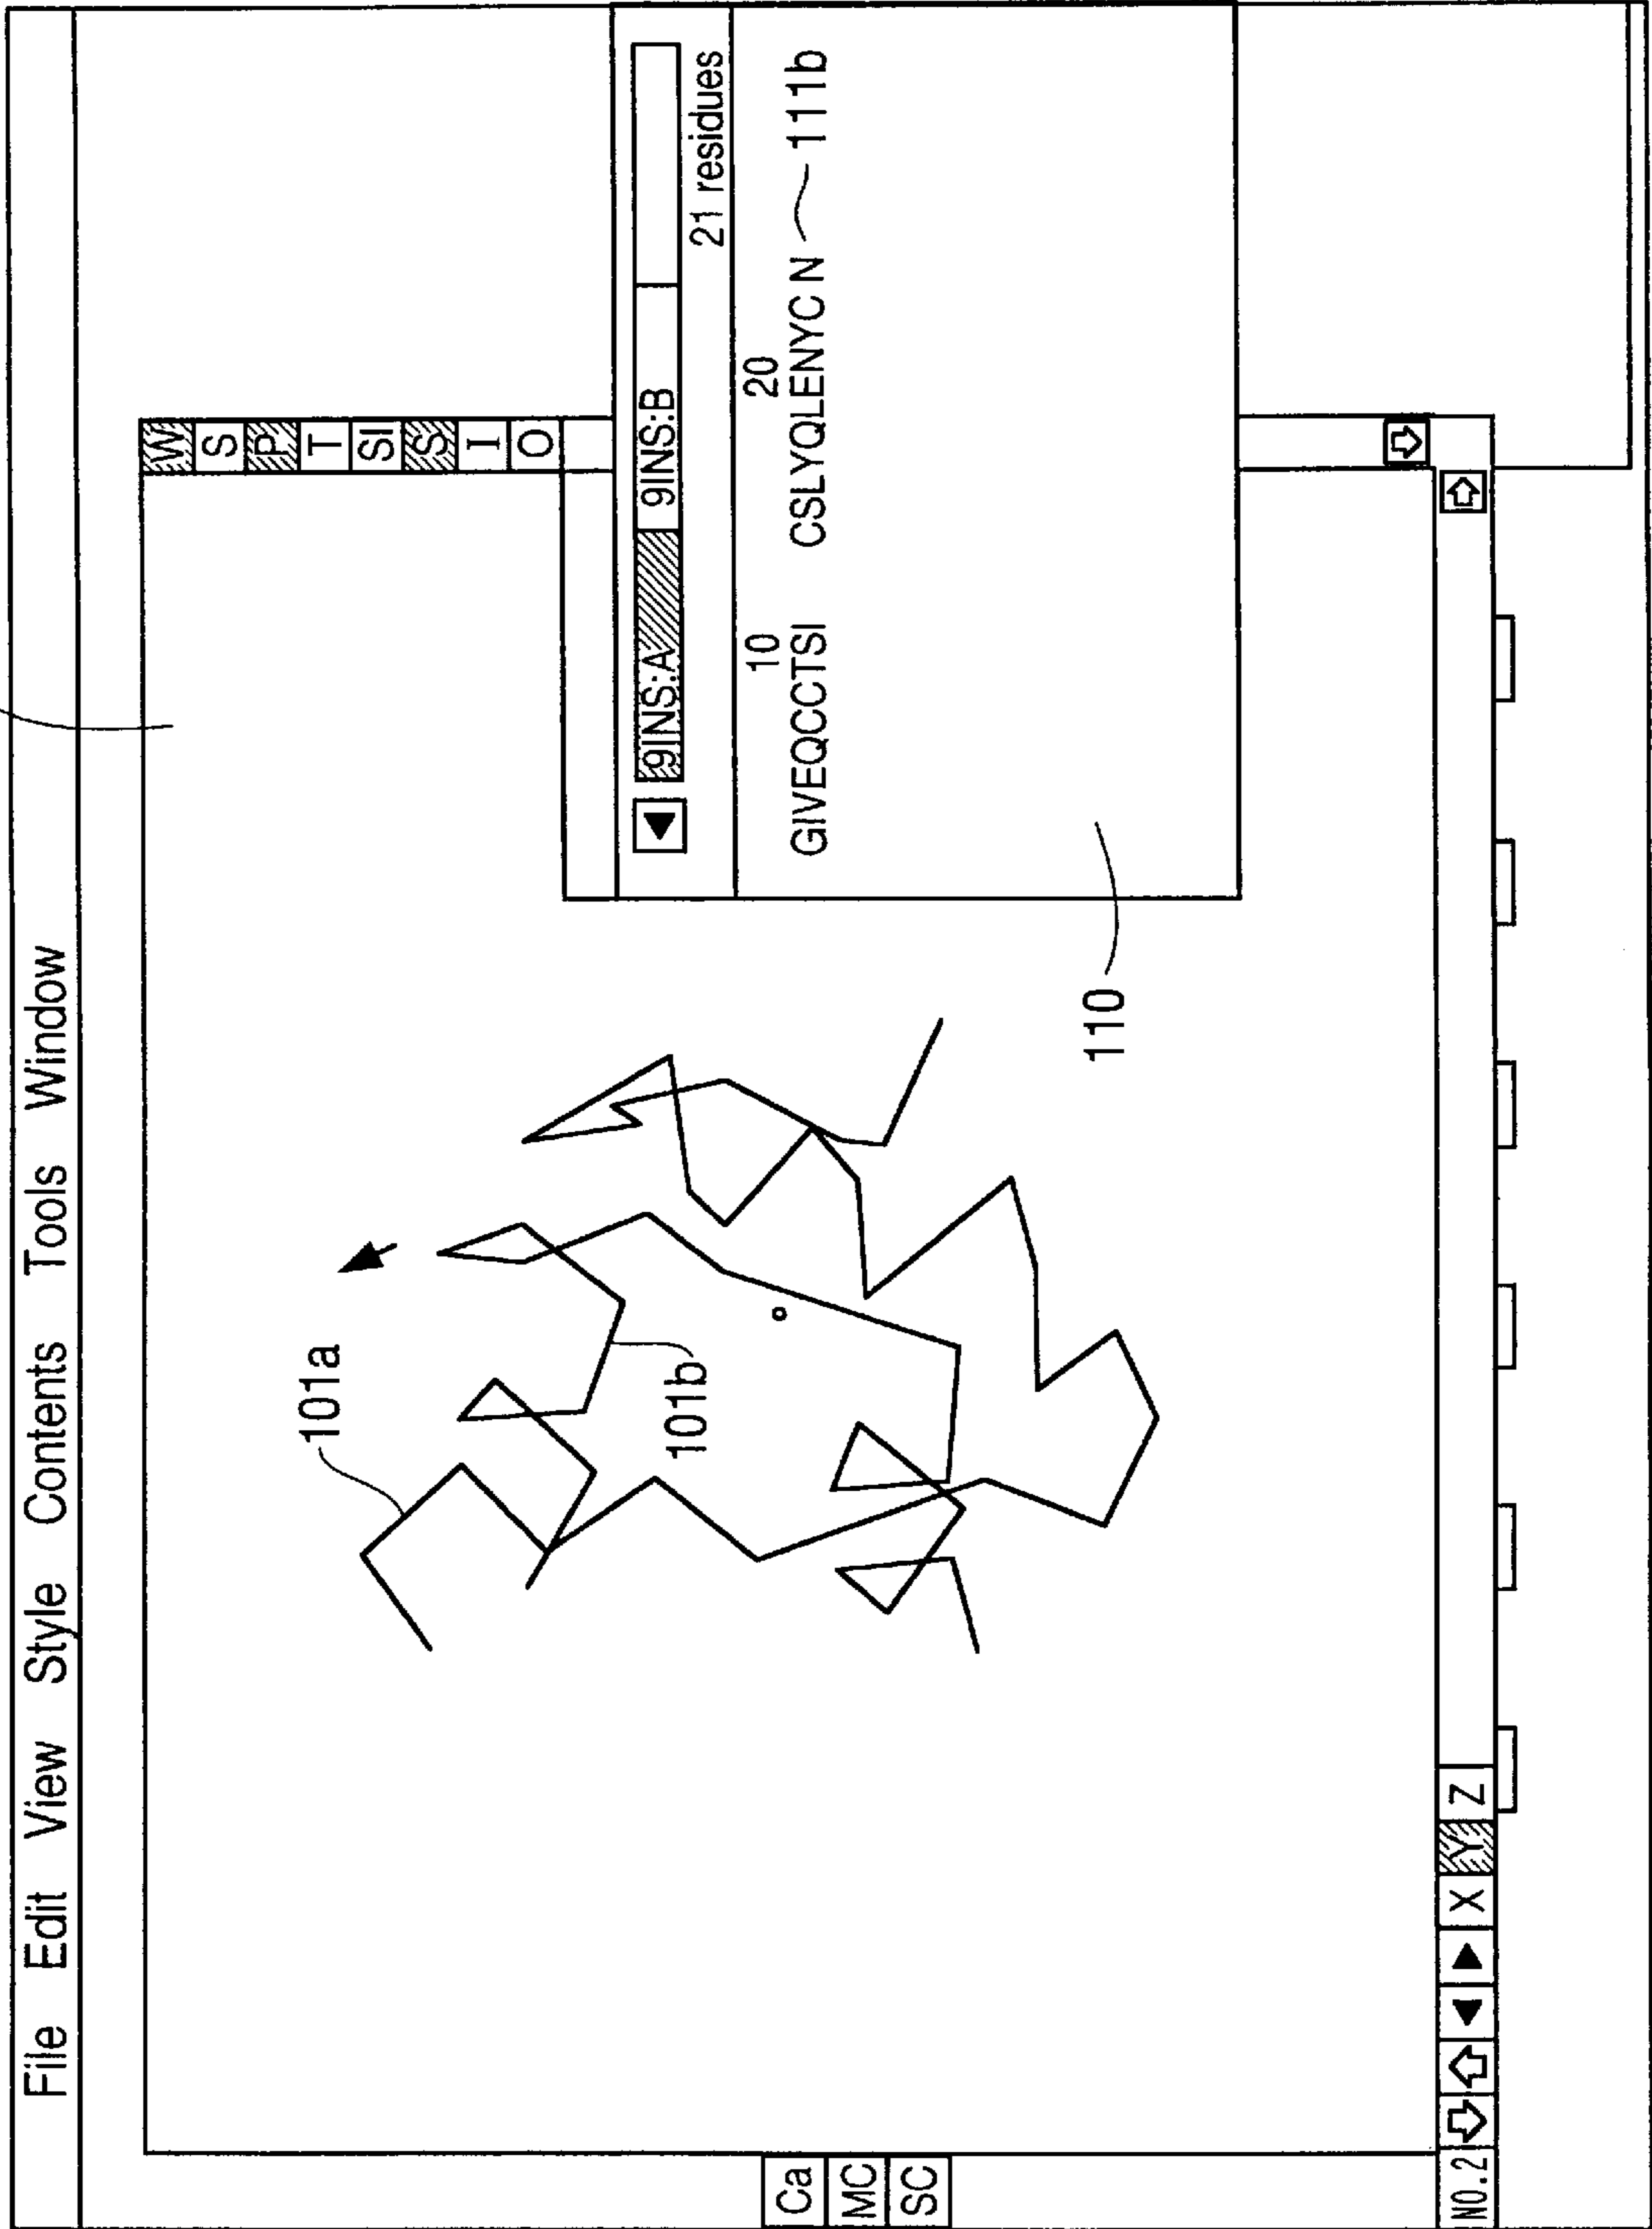 File Edit View Style Contents Tools Window
W
S
P
T
SI
S
I
O
101a
101b
9INS:A 9INS:B
21 residues
10 20
GIVEQCCTSI CSLYQLENYC N 111b
110
Ca
MC
SC
NO.2 X Y Z